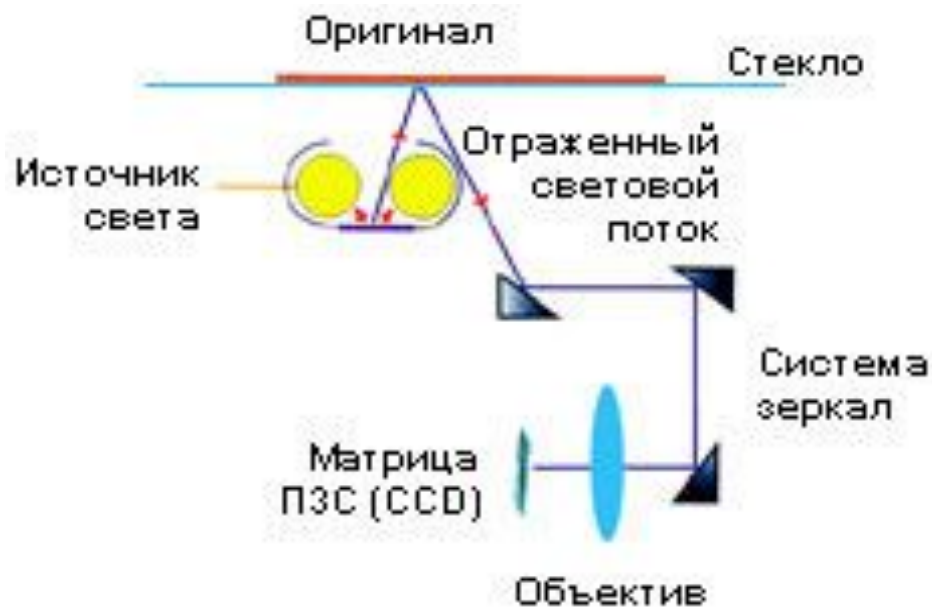 Оригинал
Стекло
Источник
света
Отраженный
световой
поток
Система
зеркал
Матрица
ПЗС (CCD)
Объектив